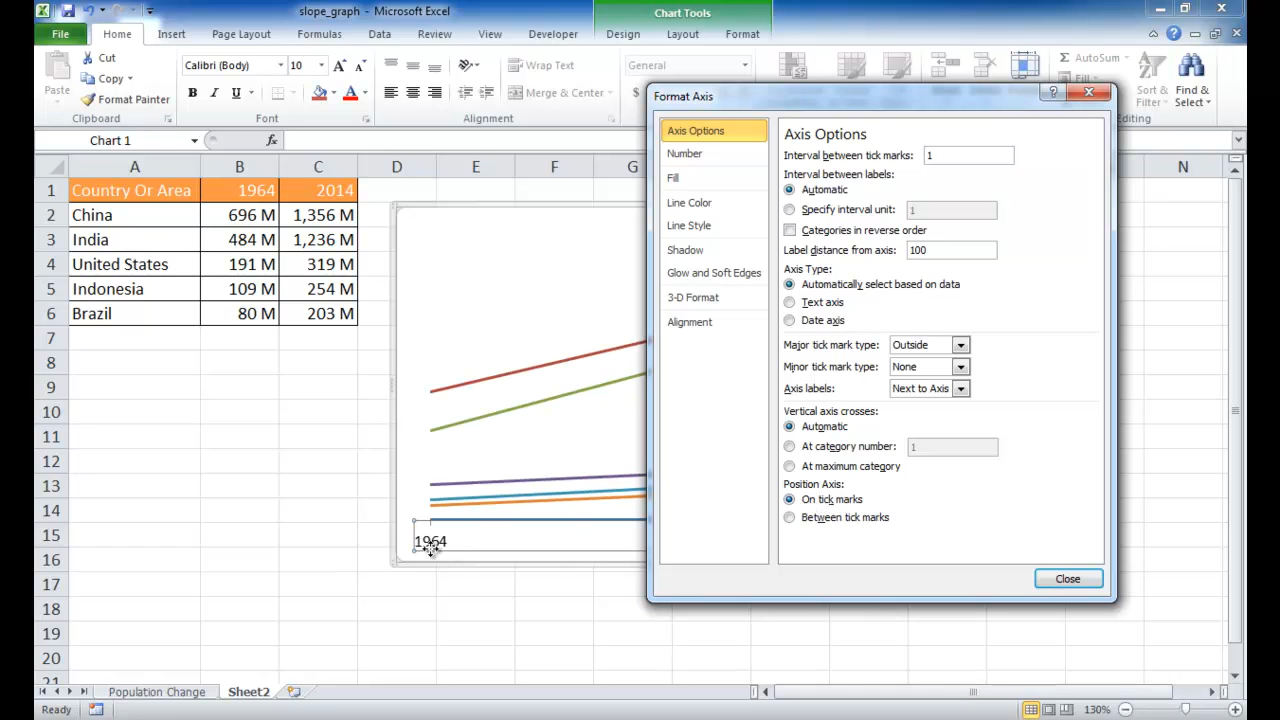 slope_graph - Microsoft Excel
Chart Tools
File Home Insert Page Layout Formulas Data Review View Developer Design Layout Format
Paste
Cut
Copy
Format Painter
Clipboard
Calibri (Body) 10
B I U
Font
Wrap Text
Merge & Center
Alignment
General
$
AutoSum
Fill
Sort & Filter
Find & Select
Editing
Chart 1
fx
A B C D E F G N
1 Country Or Area 1964 2014
2 China 696 M 1,356 M
3 India 484 M 1,236 M
4 United States 191 M 319 M
5 Indonesia 109 M 254 M
6 Brazil 80 M 203 M
7
8
9
10
11
12
13
14
15
16
17
18
19
20
21
1964
Format Axis
Axis Options
Number
Fill
Line Color
Line Style
Shadow
Glow and Soft Edges
3-D Format
Alignment
Axis Options
Interval between tick marks: 1
Interval between labels:
Automatic
Specify interval unit: 1
Categories in reverse order
Label distance from axis: 100
Axis Type:
Automatically select based on data
Text axis
Date axis
Major tick mark type: Outside
Minor tick mark type: None
Axis labels: Next to Axis
Vertical axis crosses:
Automatic
At category number: 1
At maximum category
Position Axis:
On tick marks
Between tick marks
Close
Population Change Sheet2
Ready
130%